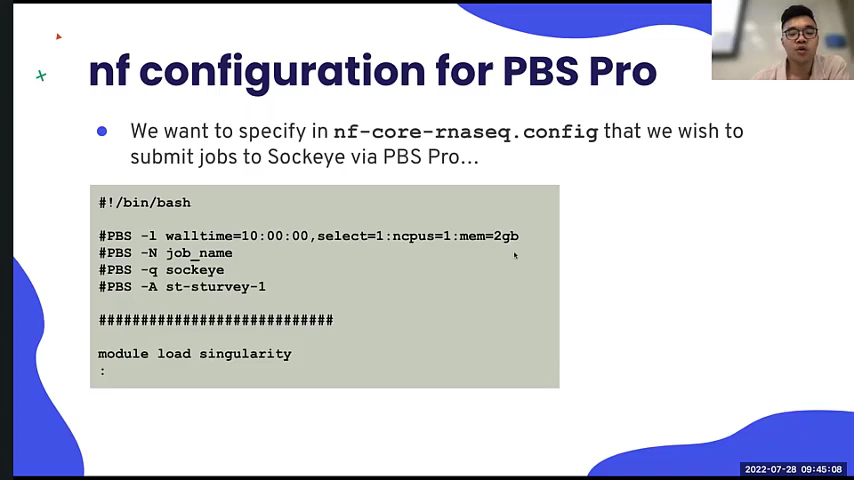 nf configuration for PBS Pro
We want to specify in nf-core-rnaseq.config that we wish to
submit jobs to Sockeye via PBS Pro…
#!/bin/bash
#PBS -l walltime=10:00:00,select=1:ncpus=1:mem=2gb
#PBS -N job_name
#PBS -q sockeye
#PBS -A st-sturvey-1
############################
module load singularity
:
2022-07-28 09:45:08